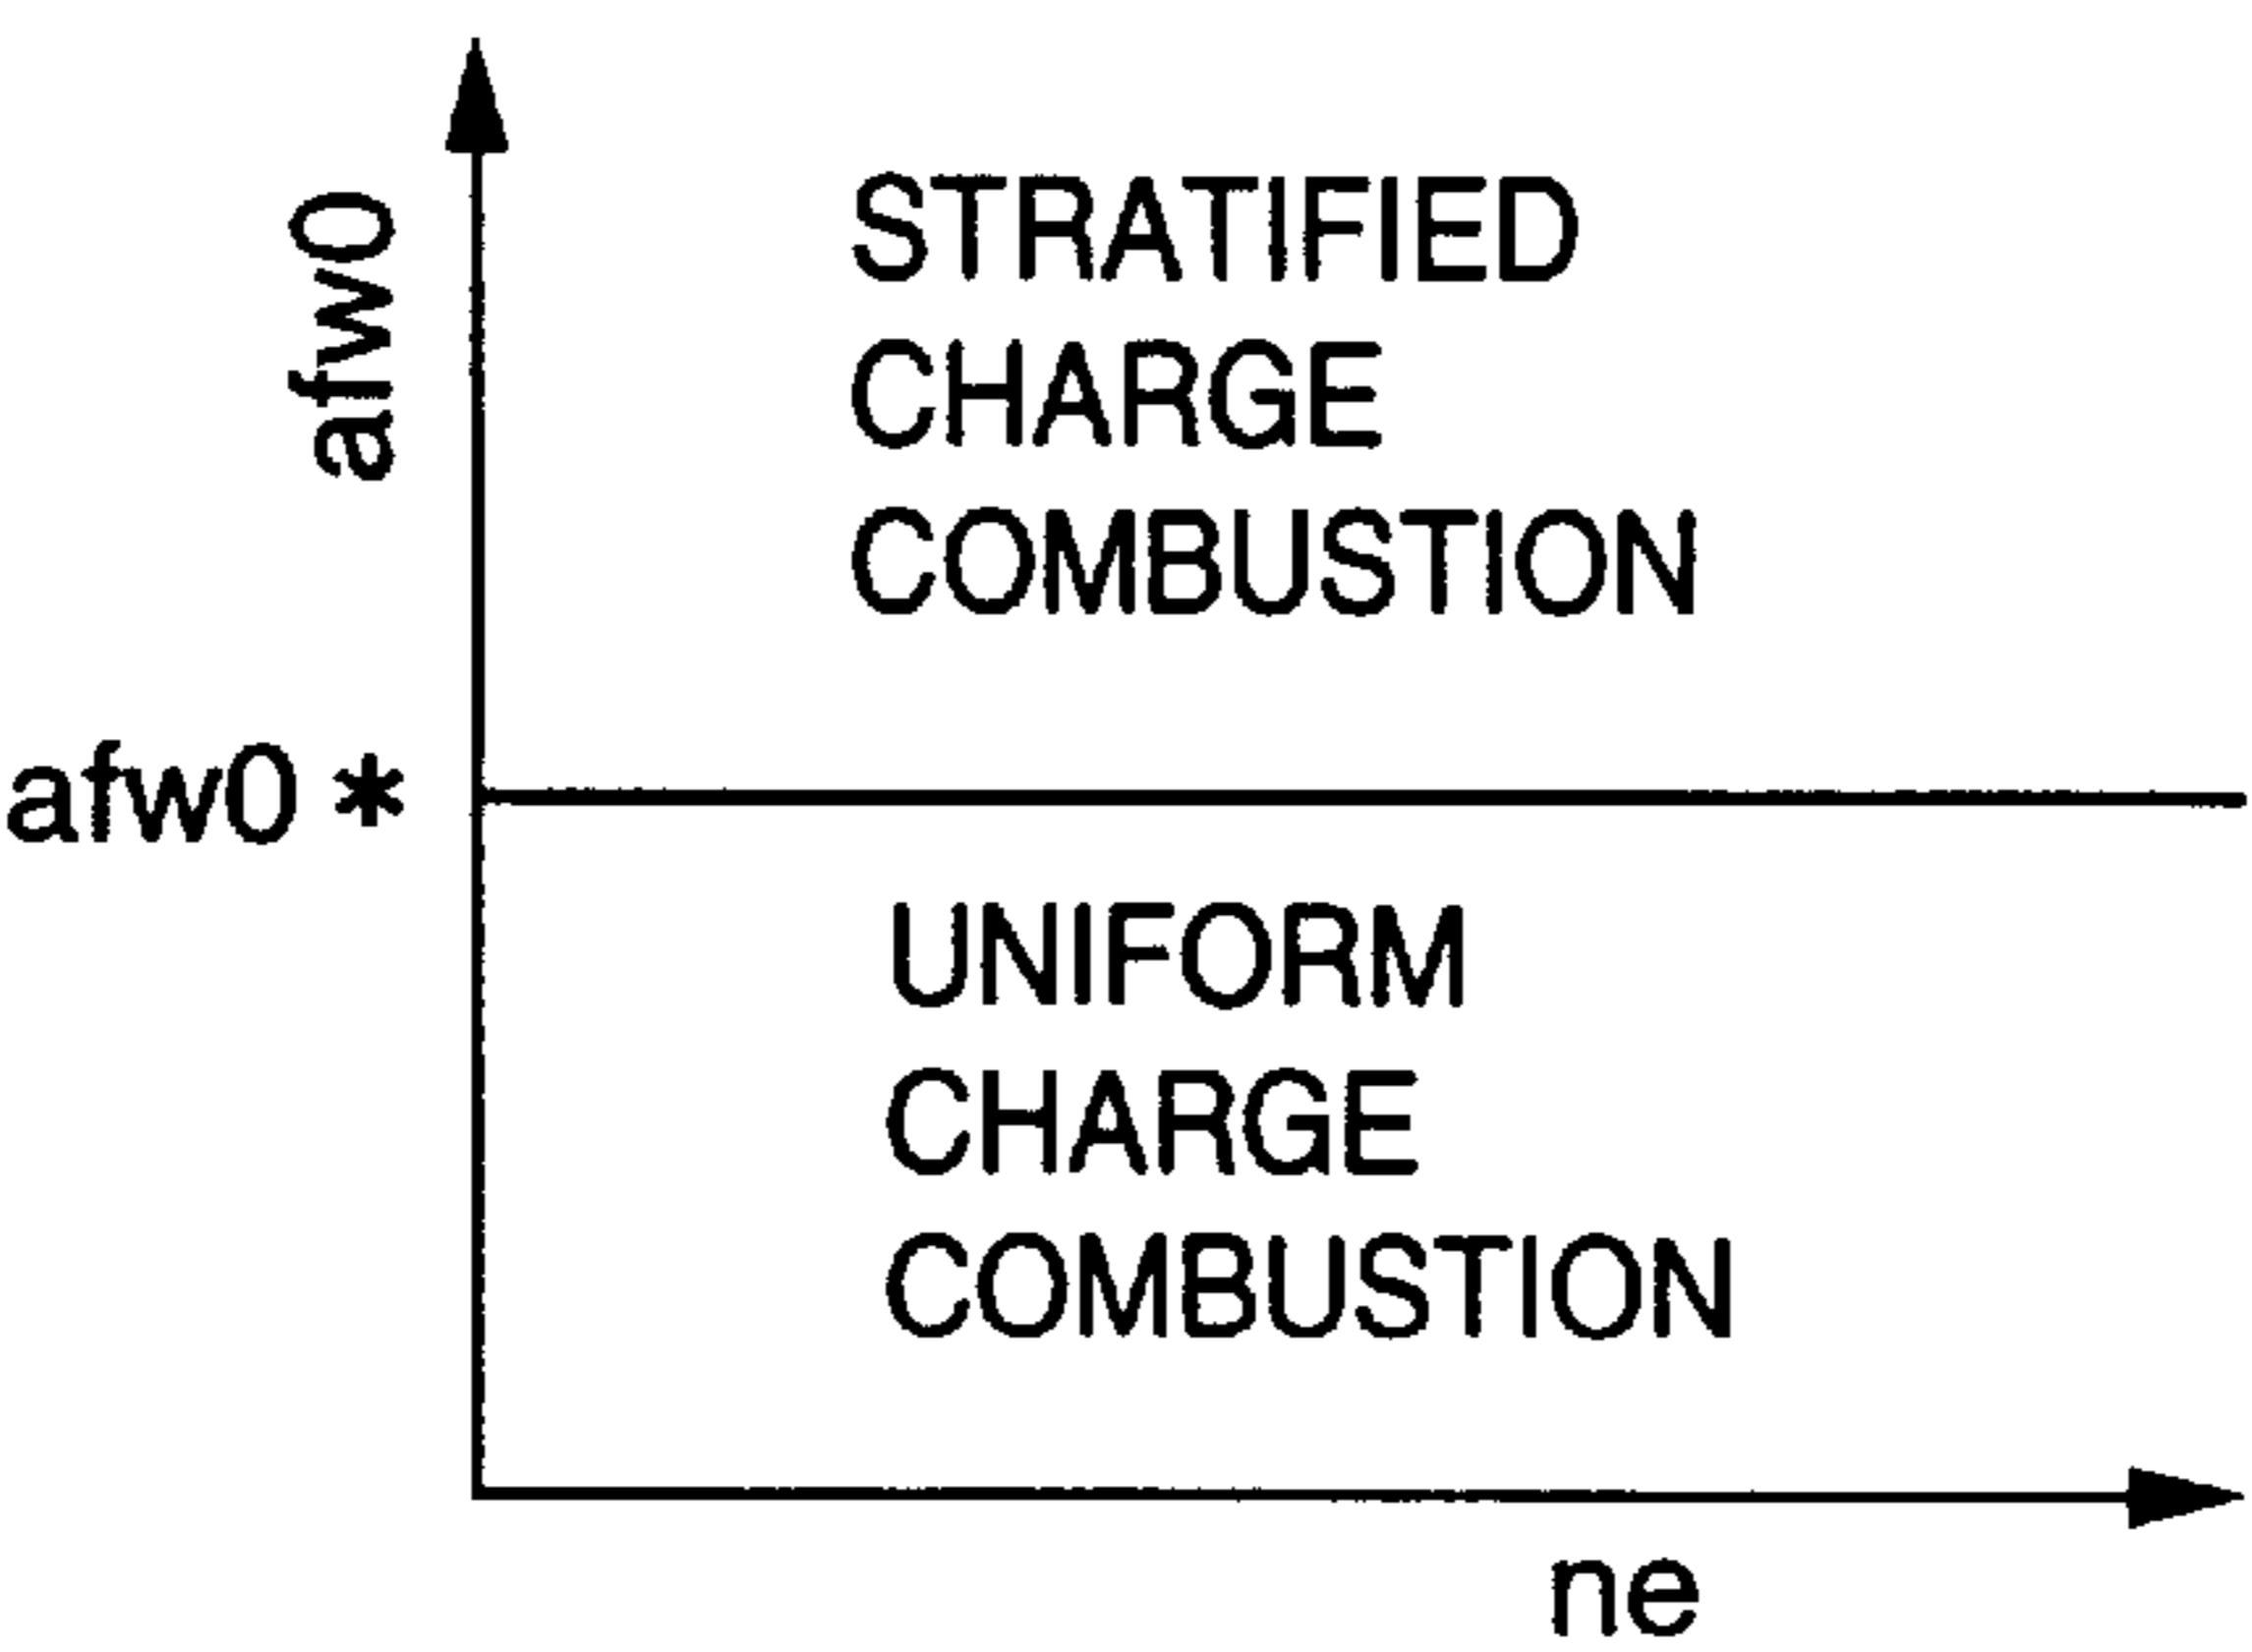 afw0
STRATIFIED
CHARGE
COMBUSTION
afw0 *
UNIFORM
CHARGE
COMBUSTION
ne